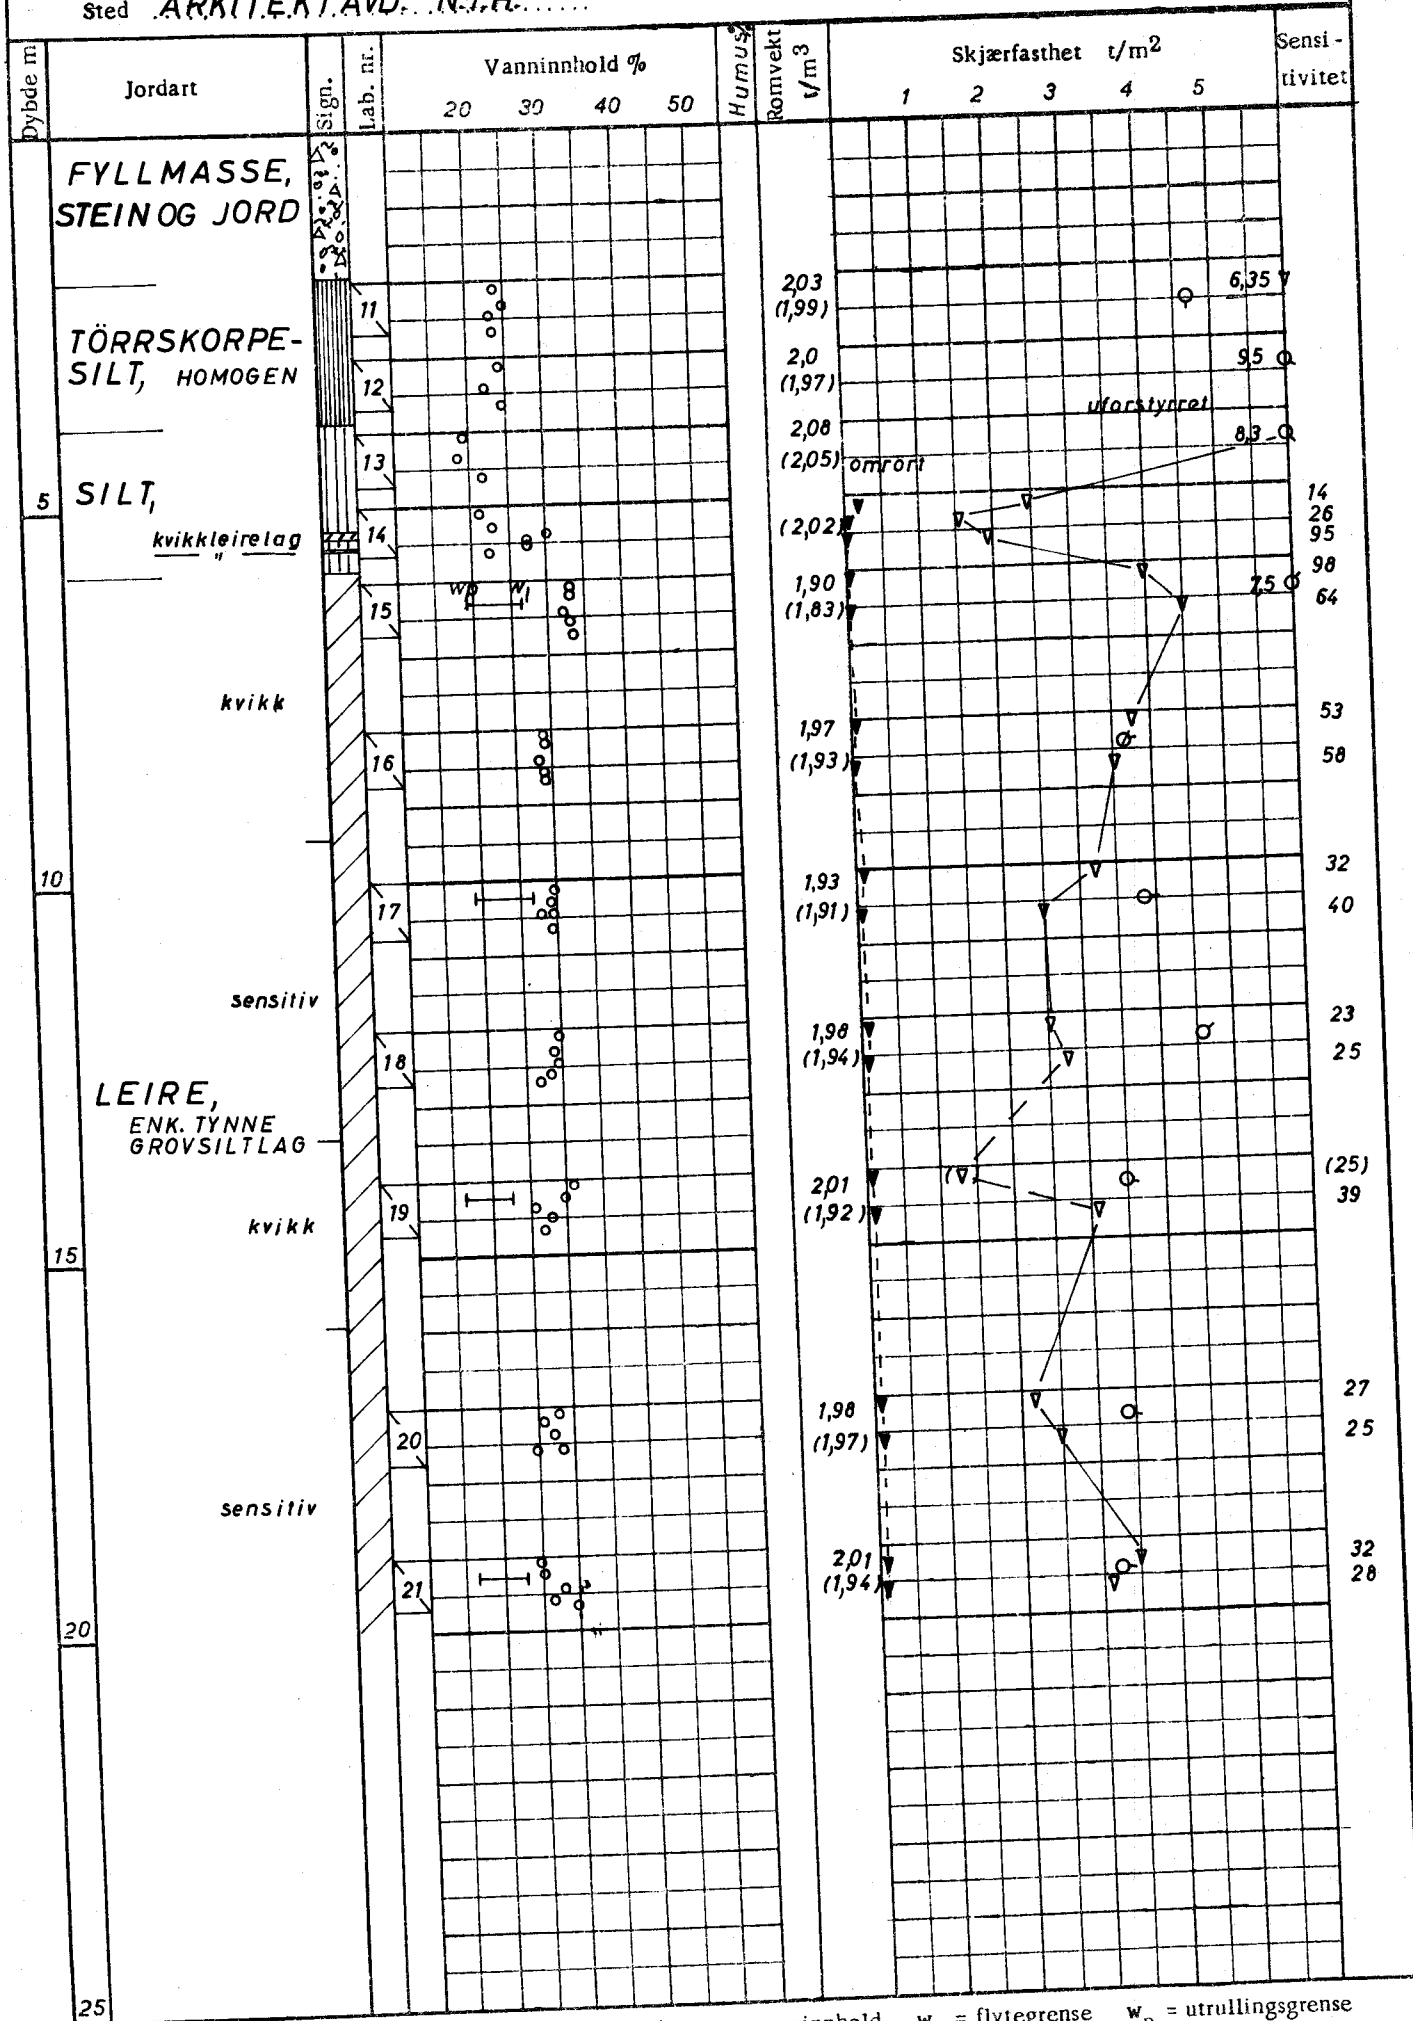 Sted ARKITEKT.AVD. N.T.H.
Dybde m
Jordart
Sign.
Lab. nr.
Vanninnhold %
20 30 40 50
Humus %
Romvekt t/m3
Skjærfasthet t/m2
1 2 3 4 5
Sensi-
tivitet
FYLLMASSE,
STEIN OG JORD
11 2,03 6,35
(1,99)
TÖRRSKORPE-
SILT, HOMOGEN
12 2,0 9,5
(1,97)
uforstyrret
13 2,08 8,3
(2,05) omrört
5 SILT,
14
26
14 (2,02) 95
kvikkleirelag
"
98
wp wl
15 1,90 7,5
(1,83) 64
kvikk
16 1,97 53
(1,93) 58
10
17 1,93 32
(1,91) 40
sensitiv
18 1,98 23
(1,94) 25
LEIRE,
ENK. TYNNE
GROVSILTLAG
19 2,01 ( (25)
(1,92) 39
kvikk
15
20 1,98 27
(1,97) 25
sensitiv
21 2,01 32
(1,94) 28
20
25
innhold w = flytegrense wp = utrullingsgrense